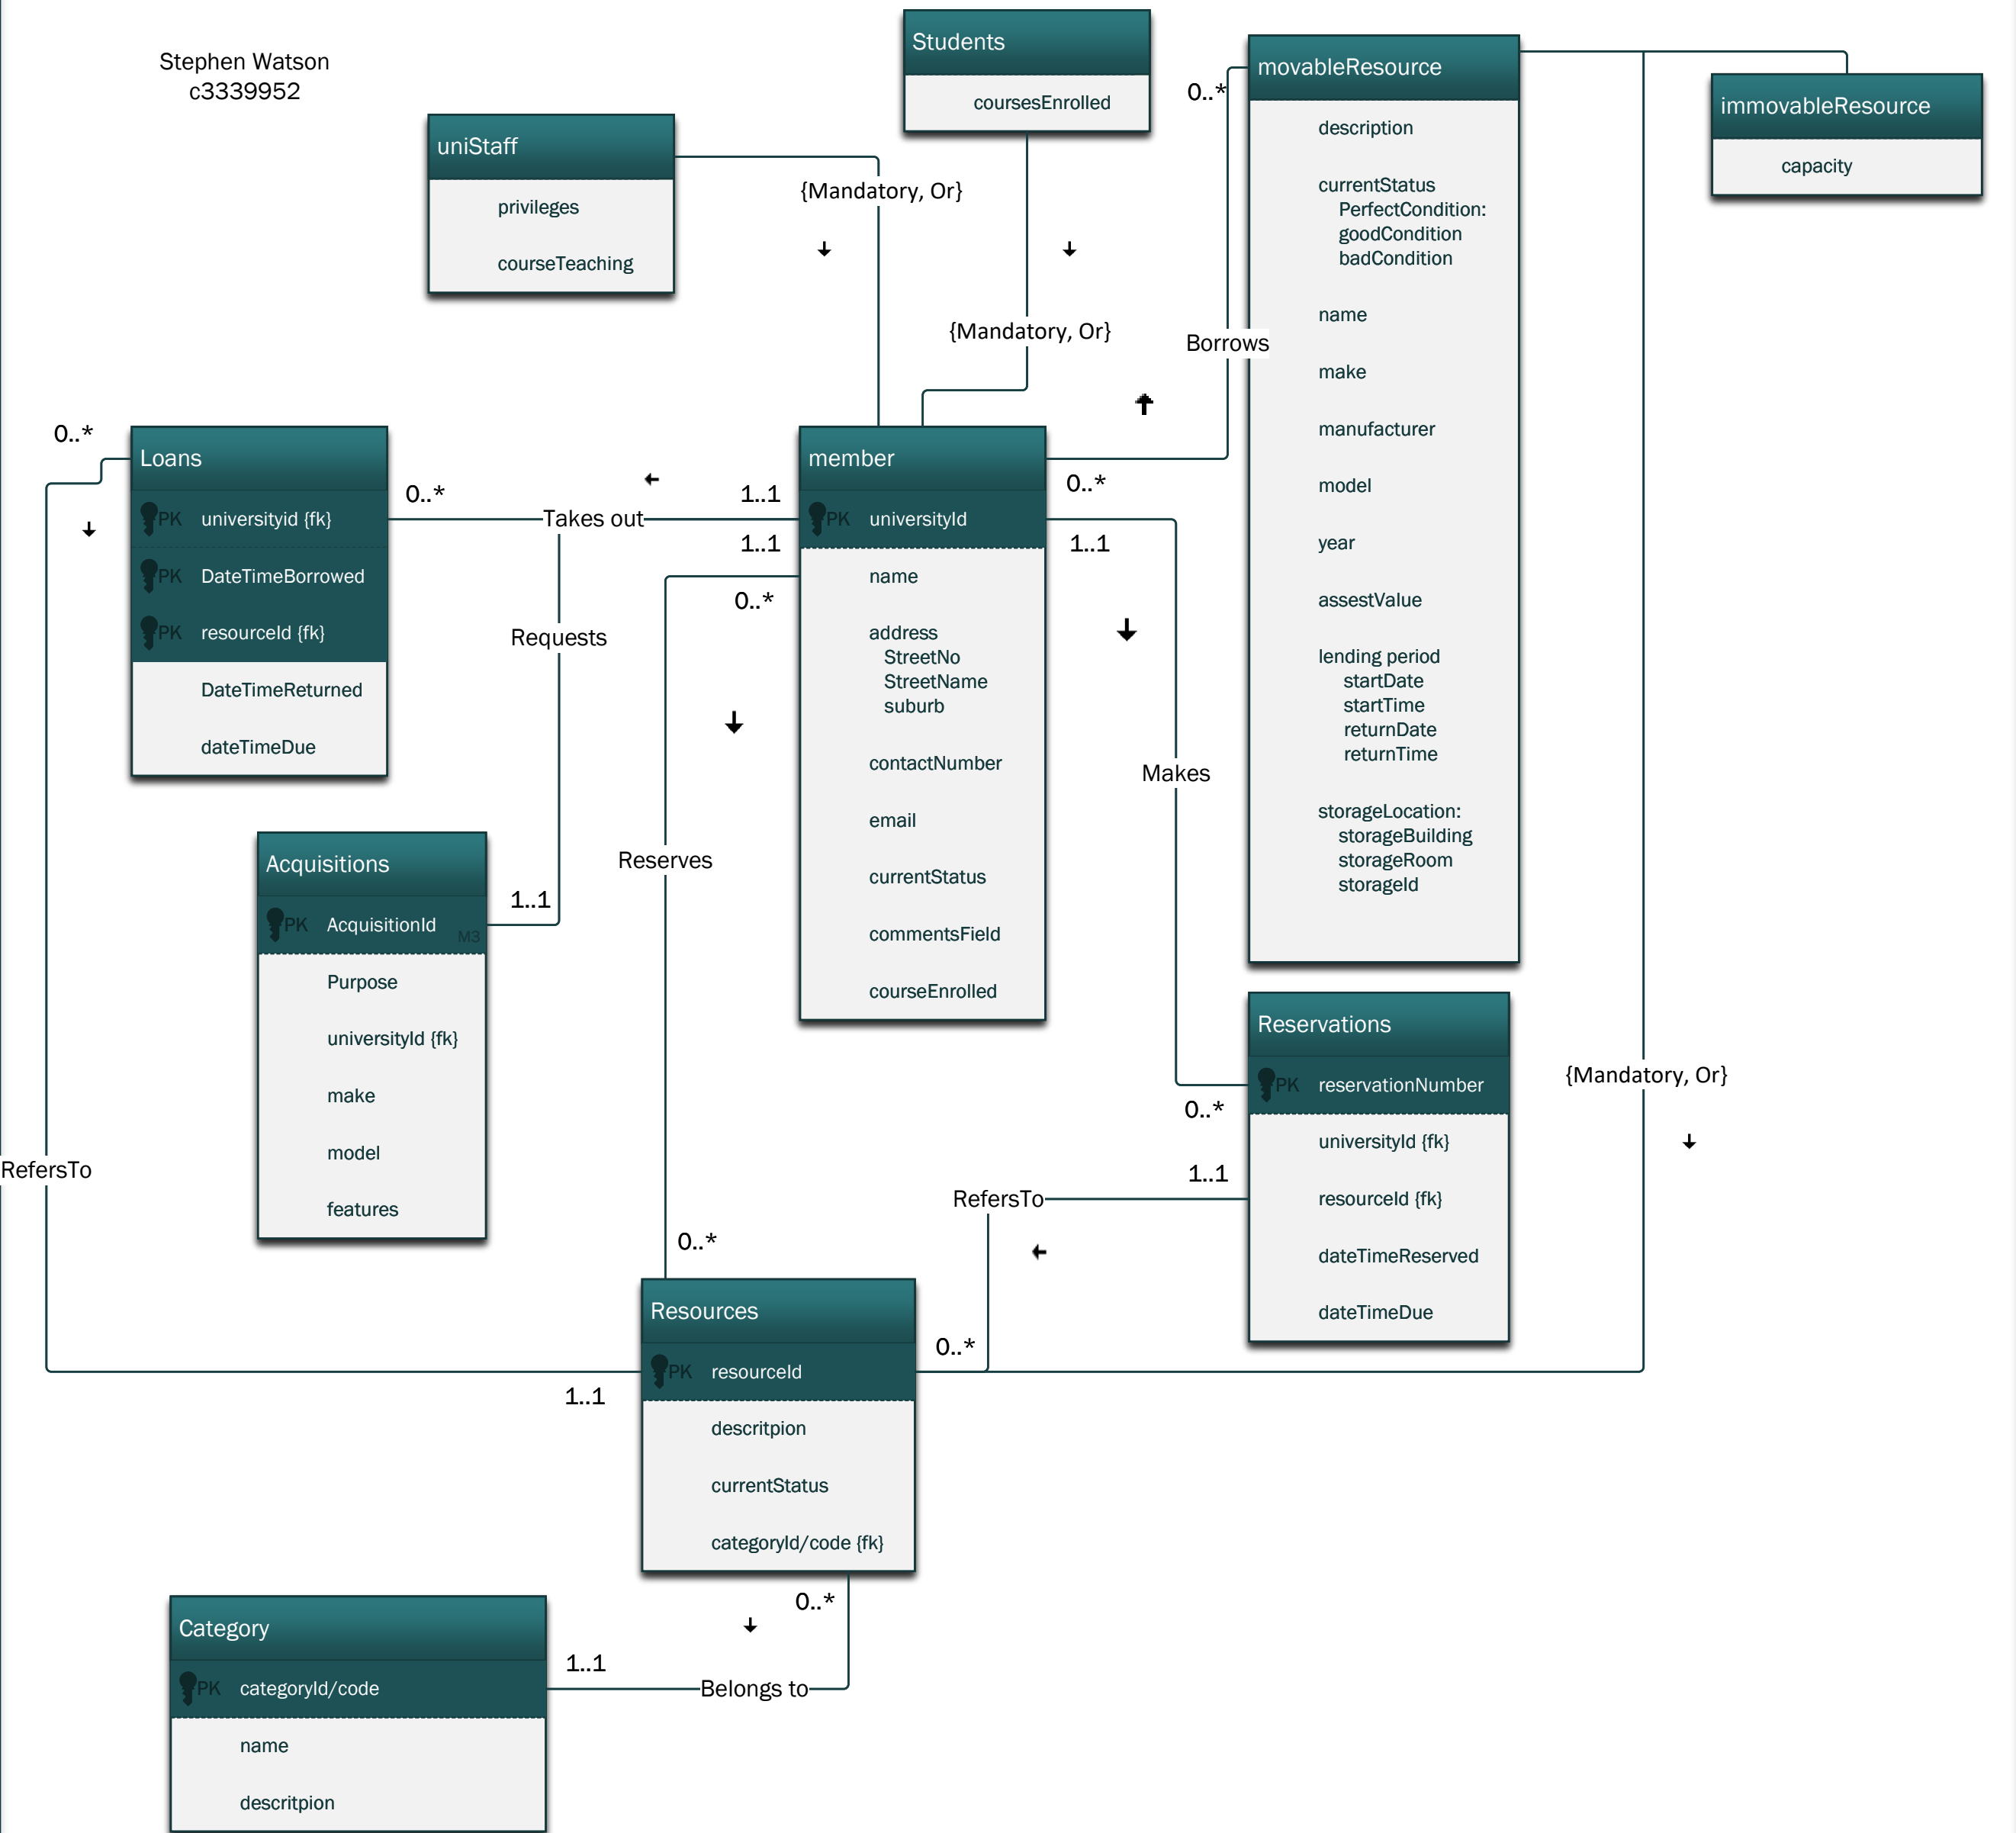 Stephen Watson
c3339952
Students
coursesEnrolled
uniStaff
privileges
courseTeaching
{Mandatory, Or}
{Mandatory, Or}
0..*
movableResource
description
currentStatus
PerfectCondition:
goodCondition
badCondition
name
make
manufacturer
model
year
assestValue
lending period
startDate
startTime
returnDate
returnTime
storageLocation:
storageBuilding
storageRoom
storageId
immovableResource
capacity
Borrows
0..*
Loans
PK universityid {fk}
PK DateTimeBorrowed
PK resourceId {fk}
DateTimeReturned
dateTimeDue
0..*
Takes out
1..1
1..1
0..*
member
PK universityId
name
address
StreetNo
StreetName
suburb
contactNumber
email
currentStatus
commentsField
courseEnrolled
0..*
1..1
Requests
Makes
Reserves
Acquisitions
PK AcquisitionId M3
Purpose
universityId {fk}
make
model
features
1..1
Reservations
PK reservationNumber
universityId {fk}
resourceId {fk}
dateTimeReserved
dateTimeDue
0..*
1..1
{Mandatory, Or}
RefersTo
RefersTo
0..*
0..*
1..1
Resources
PK resourceId
descritpion
currentStatus
categoryId/code {fk}
0..*
1..1
Belongs to
Category
PK categoryId/code
name
descritpion